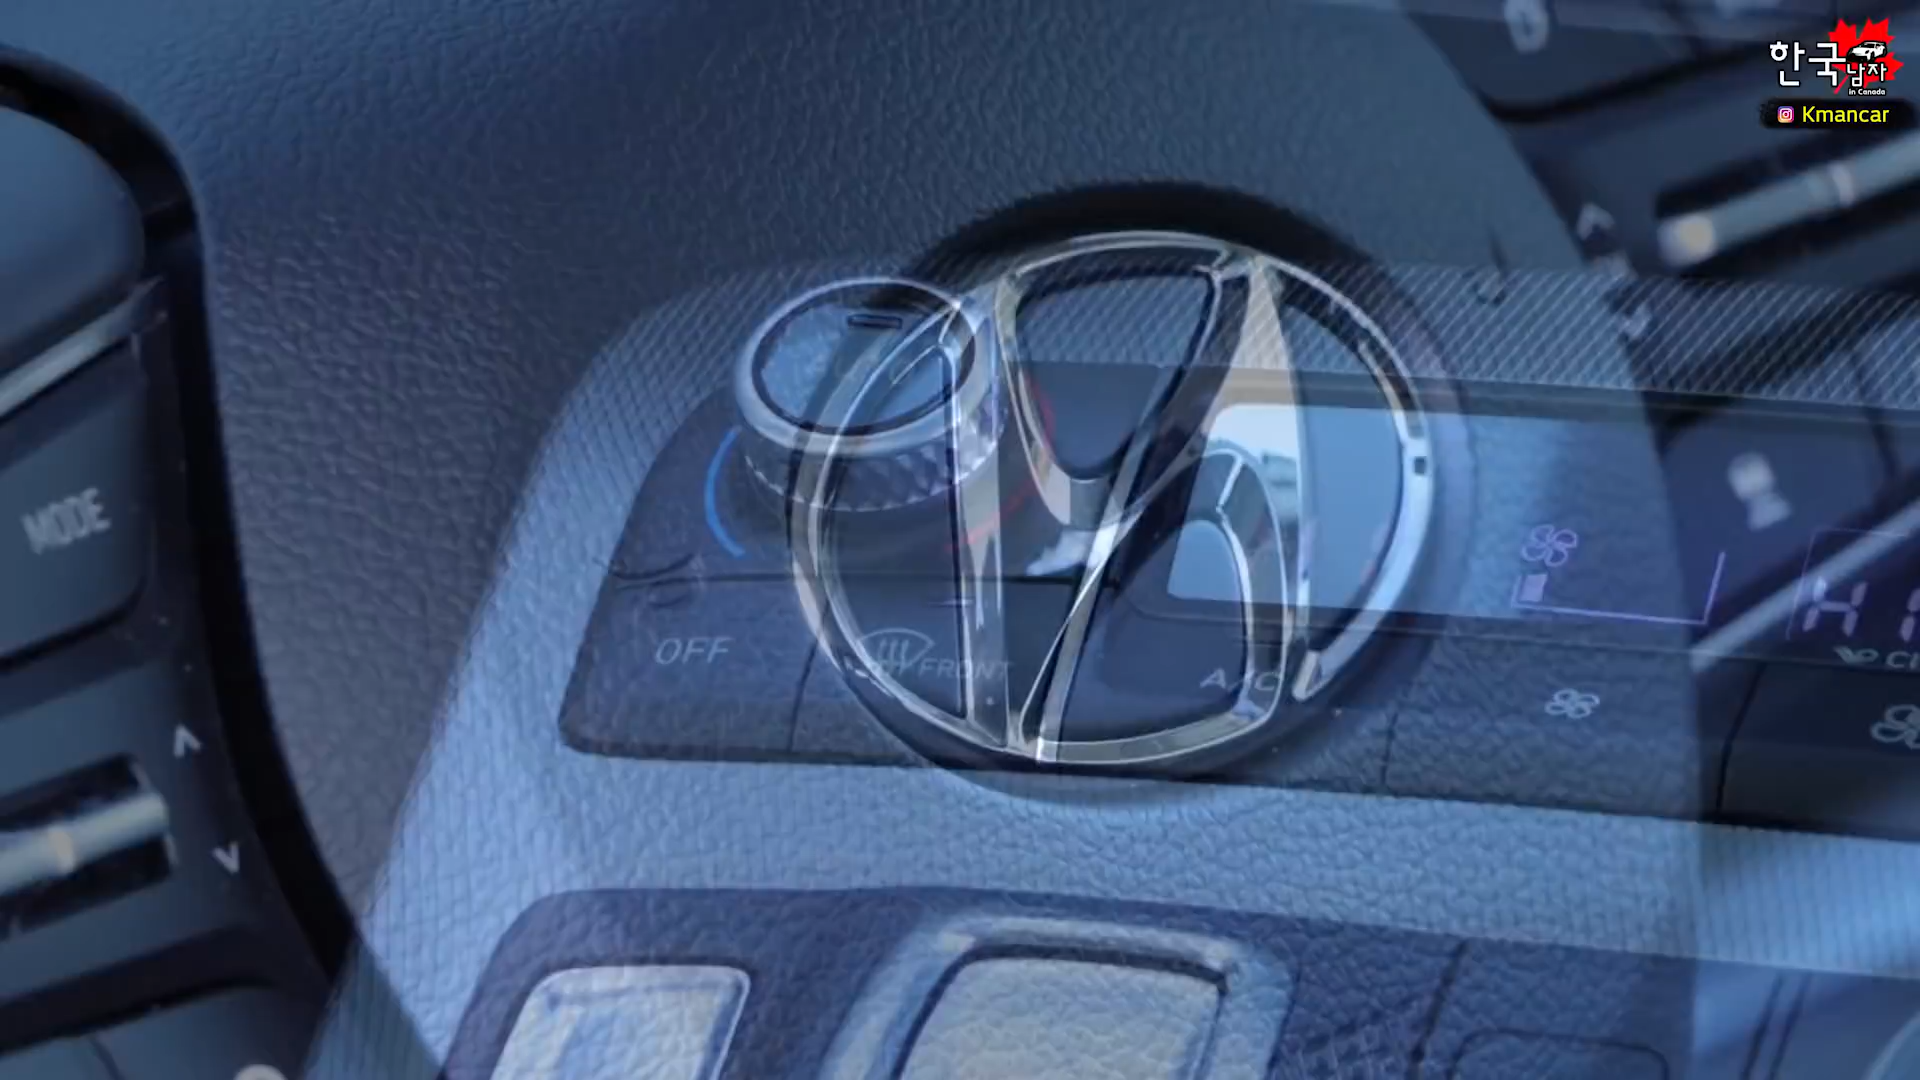 한국남자
in Canada
Kmancar
MODE
OFF
FRONT
A/C